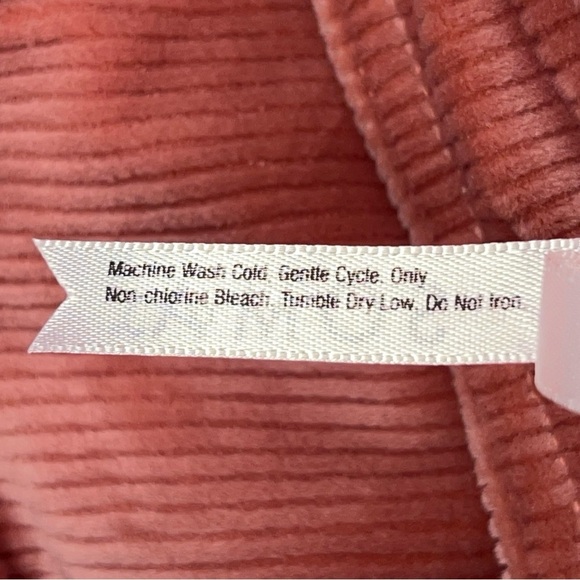 Machine Wash Cold. Gentle Cycle. Only
Non-chlorine Bleach. Tumble Dry Low. Do Not Iron.